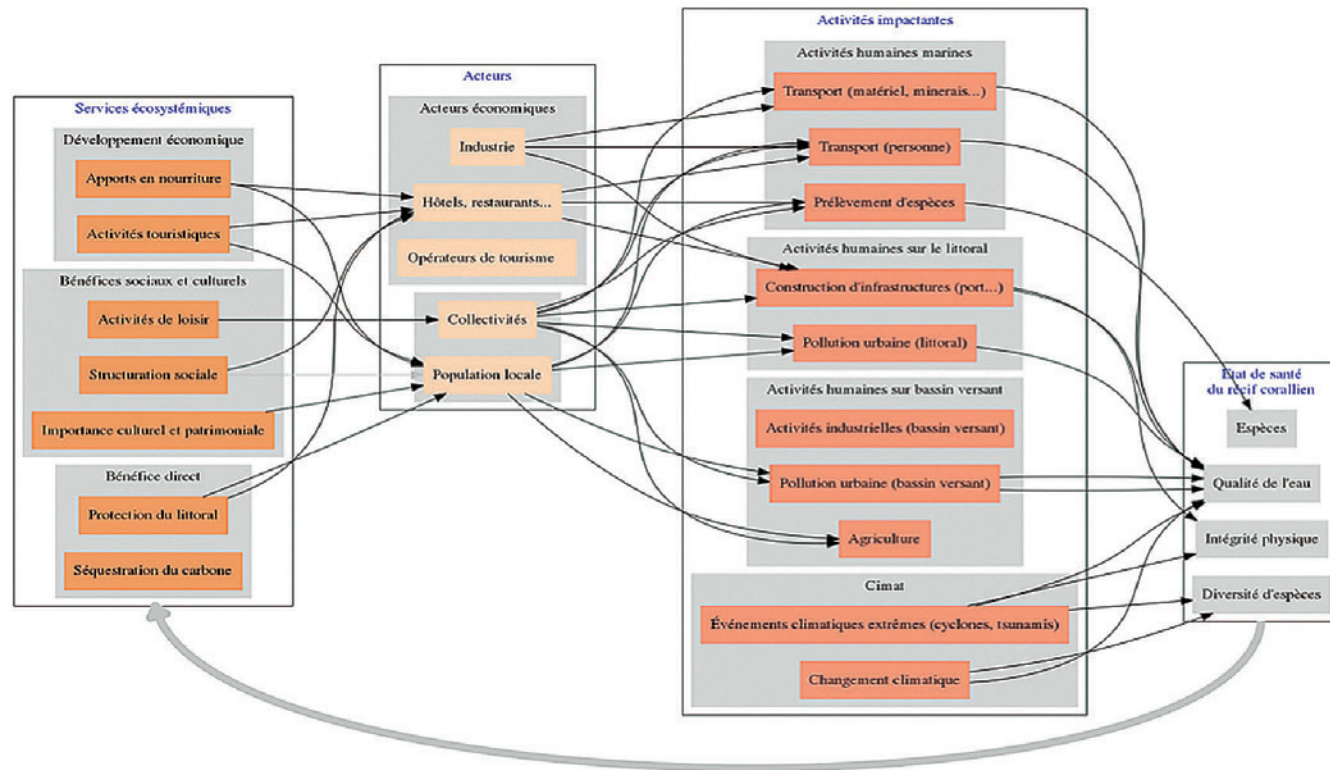 Services écosystémiques
Développement économique
Apports en nourriture
Activités touristiques
Bénéfices sociaux et culturels
Activités de loisir
Structuration sociale
Importance culturel et patrimoniale
Bénéfice direct
Protection du littoral
Séquestration du carbone
Acteurs
Acteurs économiques
Industrie
Hôtels, restaurants...
Opérateurs de tourisme
Collectivités
Population locale
Activités impactantes
Activités humaines marines
Transport (matériel, minerais...)
Transport (personne)
Prélèvement d'espèces
Activités humaines sur le littoral
Construction d'infrastructures (port...)
Pollution urbaine (littoral)
Activités humaines sur bassin versant
Activités industrielles (bassin versant)
Pollution urbaine (bassin versant)
Agriculture
Cimat
Événements climatiques extrêmes (cyclones, tsunamis)
Changement climatique
Etat de santé
du récif corallien
Espèces
Qualité de l'eau
Intégrité physique
Diversité d'espèces